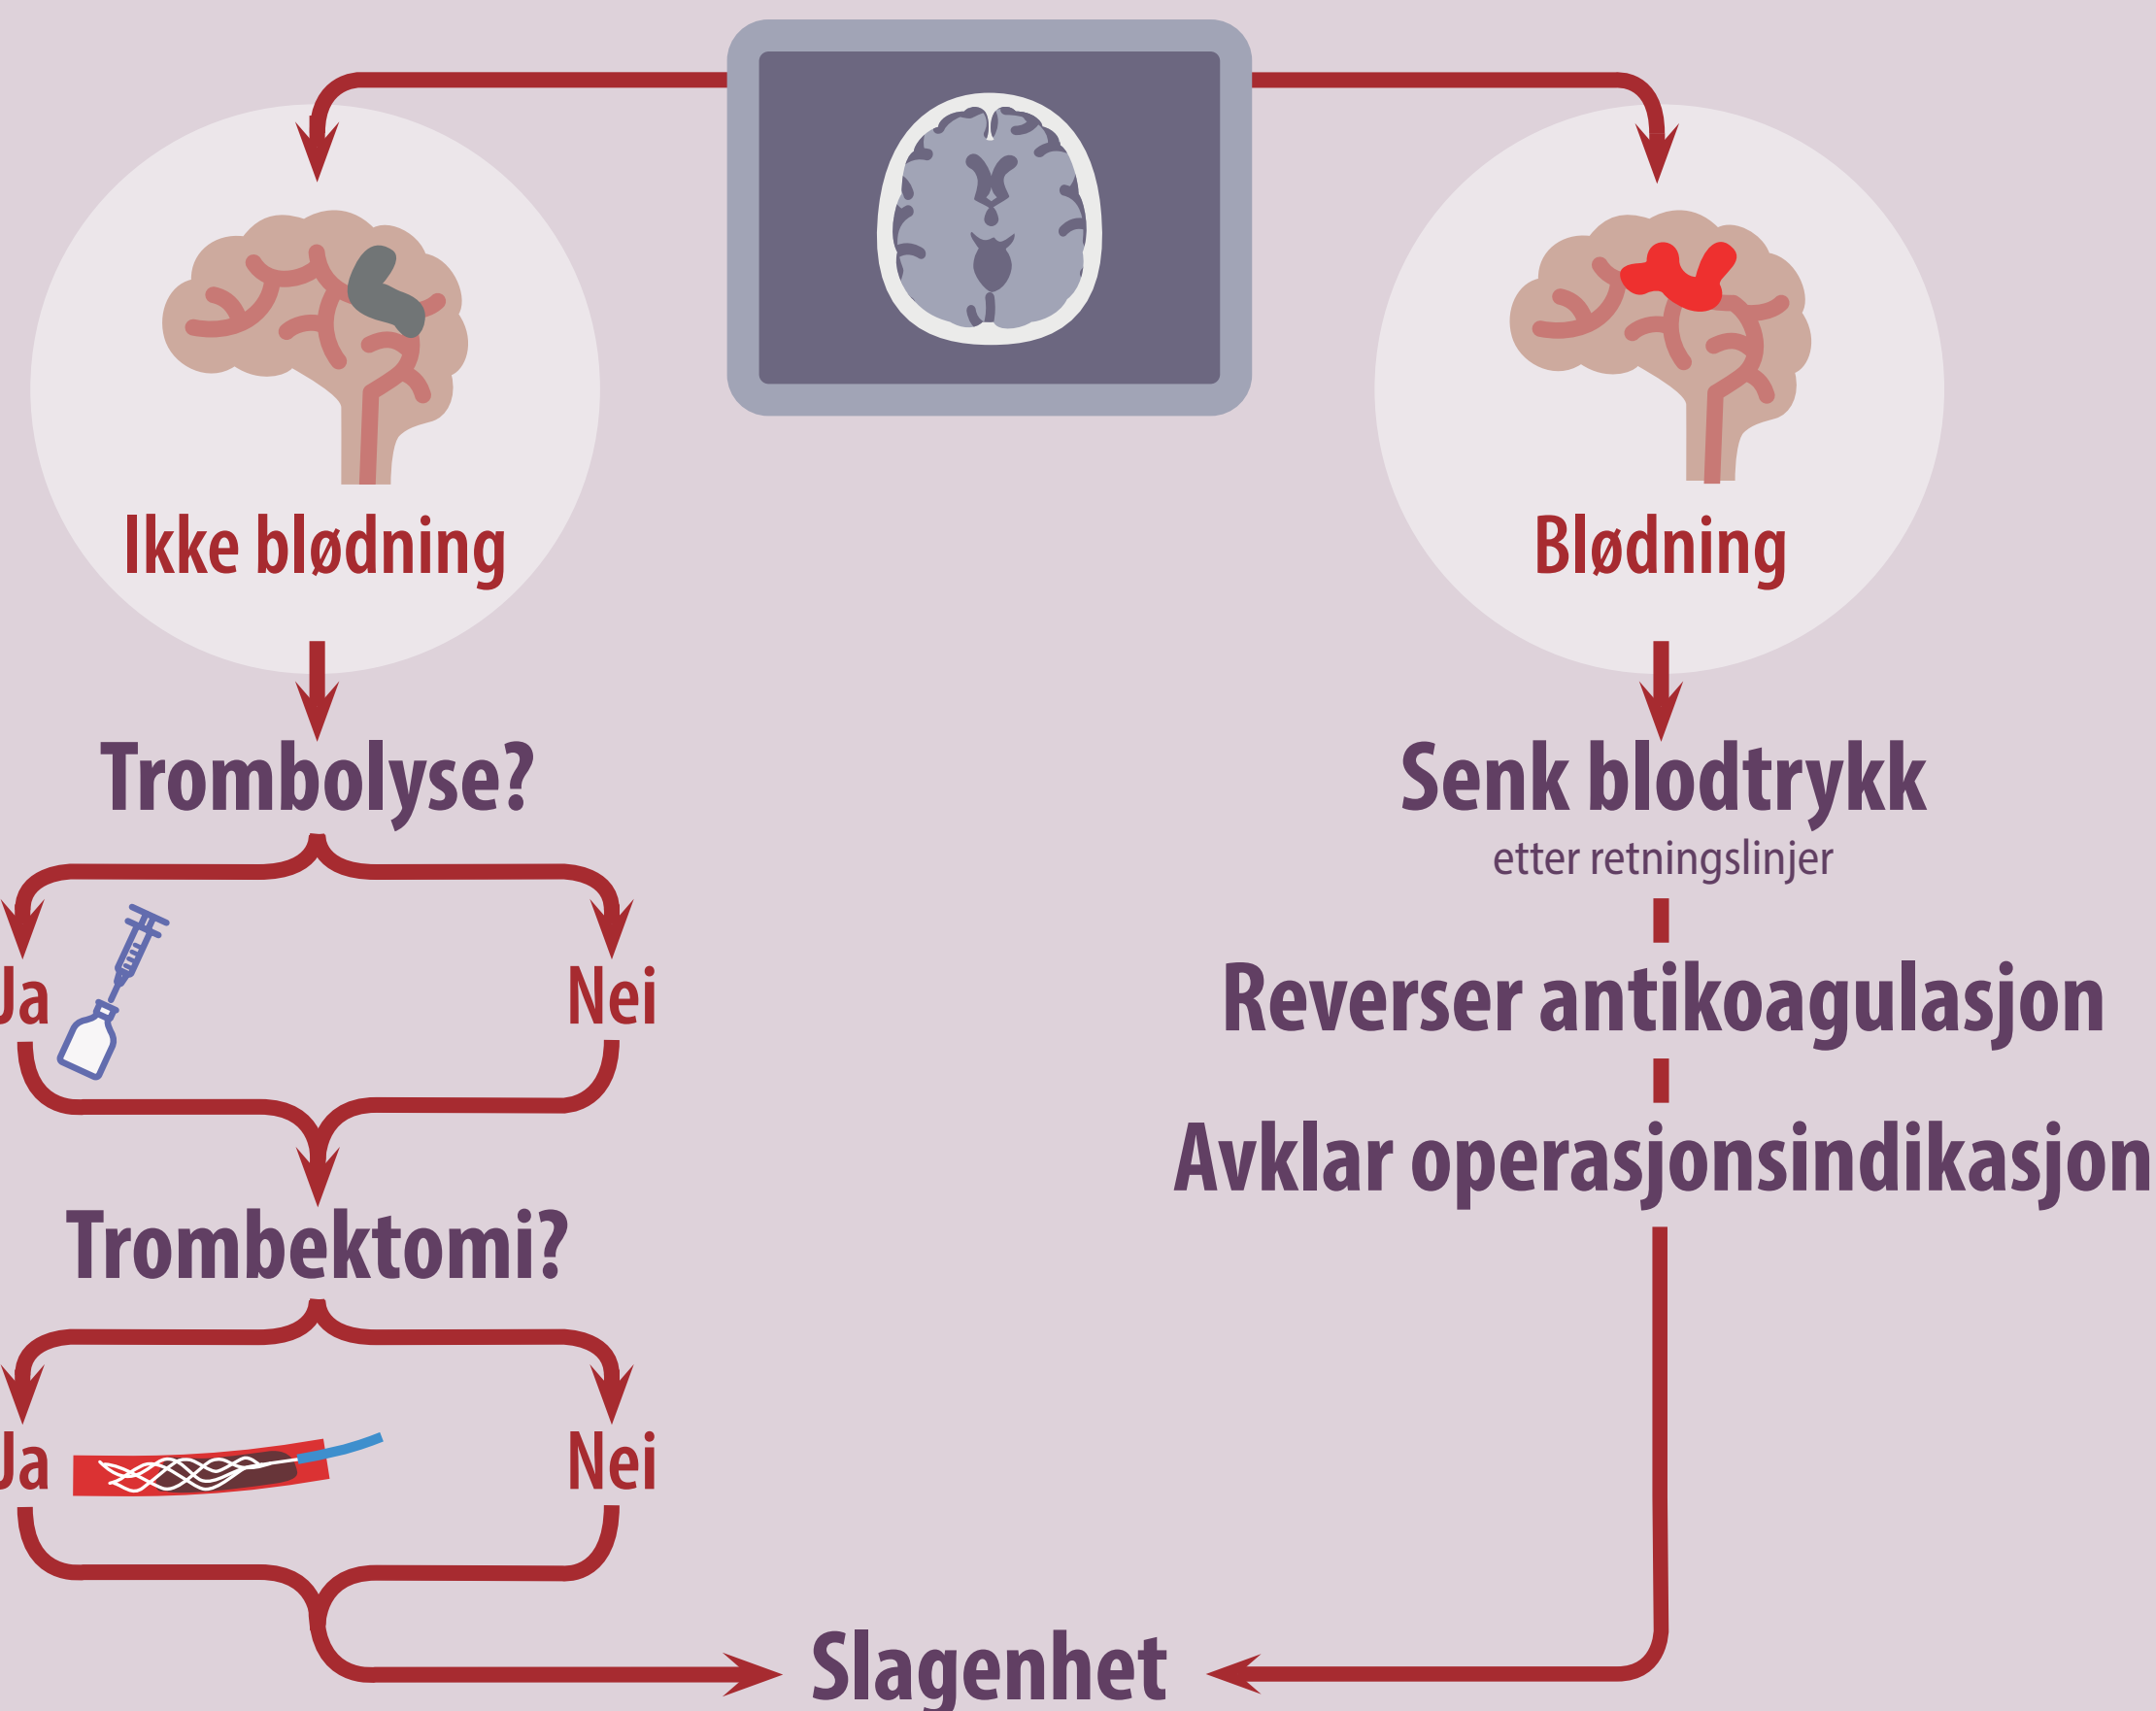 Ikke blødning
Blødning
Trombolyse?
Senk blodtrykk
etter retningslinjer
Ja
Nei
Reverser antikoagulasjon
Avklar operasjonsindikasjon
Trombektomi?
Ja
Nei
Slagenhet